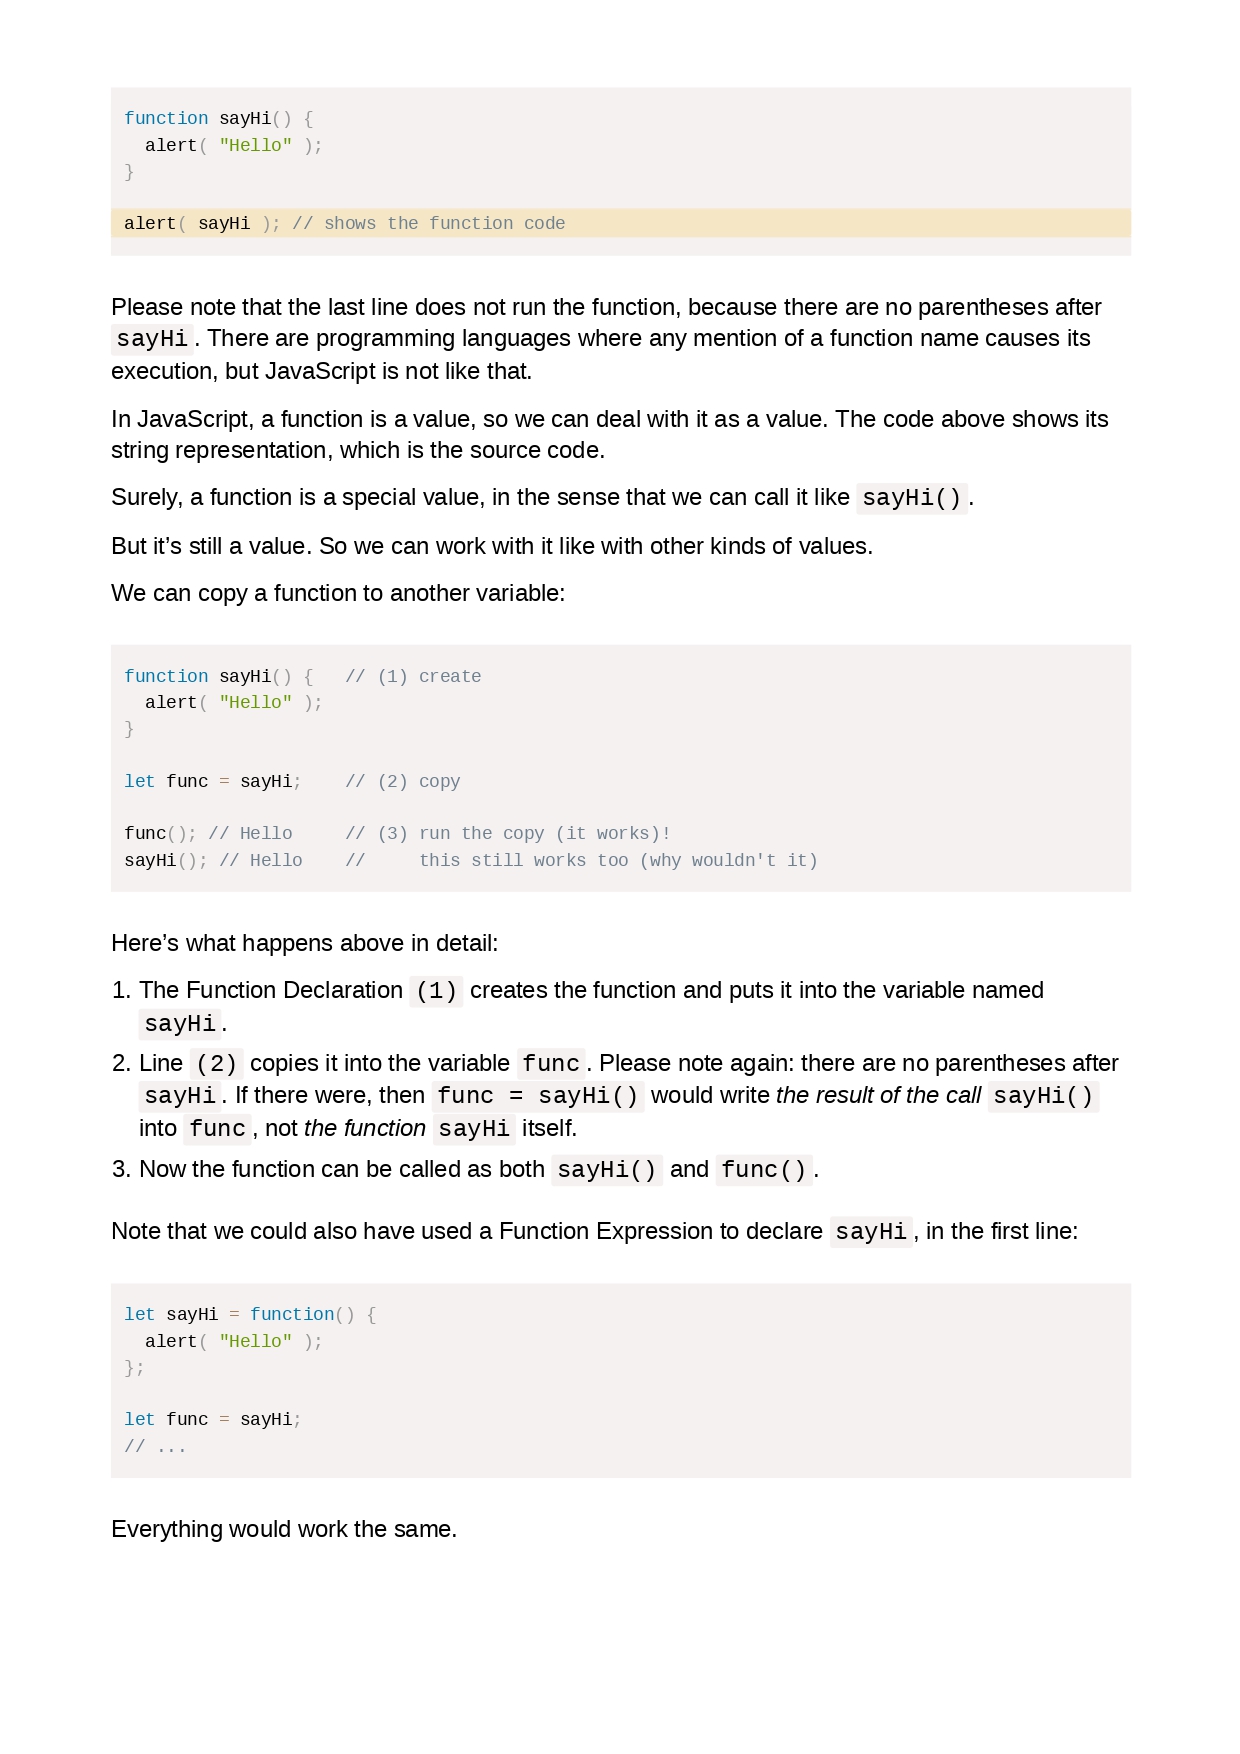 function sayHi() {
  alert( "Hello" );
}
alert( sayHi ); // shows the function code
Please note that the last line does not run the function, because there are no parentheses after
sayHi. There are programming languages where any mention of a function name causes its
execution, but JavaScript is not like that.
In JavaScript, a function is a value, so we can deal with it as a value. The code above shows its
string representation, which is the source code.
Surely, a function is a special value, in the sense that we can call it like sayHi().
But it’s still a value. So we can work with it like with other kinds of values.
We can copy a function to another variable:
function sayHi() {   // (1) create
  alert( "Hello" );
}
let func = sayHi;    // (2) copy
func(); // Hello     // (3) run the copy (it works)!
sayHi(); // Hello    //     this still works too (why wouldn't it)
Here’s what happens above in detail:
1. The Function Declaration (1) creates the function and puts it into the variable named
sayHi.
2. Line (2) copies it into the variable func. Please note again: there are no parentheses after
sayHi. If there were, then func = sayHi() would write the result of the call sayHi()
into func, not the function sayHi itself.
3. Now the function can be called as both sayHi() and func().
Note that we could also have used a Function Expression to declare sayHi, in the first line:
let sayHi = function() {
  alert( "Hello" );
};
let func = sayHi;
// ...
Everything would work the same.